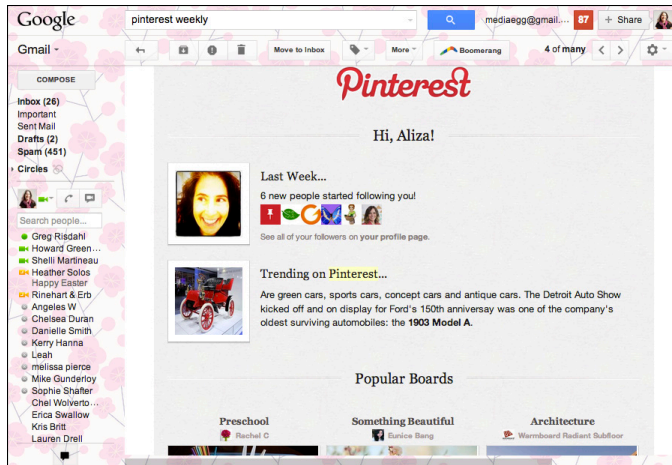 Google
pinterest weekly
mediaegg@gmail....
87
+ Share
Gmail
Move to Inbox
More
Boomerang
4 of many
COMPOSE
Inbox (26)
Important
Sent Mail
Drafts (2)
Spam (451)
Circles
Search people...
Greg Risdahl
Howard Green...
Shelli Martineau
Heather Solos
Happy Easter
Rinehart & Erb
Angeles W
Chelsea Duran
Danielle Smith
Kerry Hanna
Leah
melissa pierce
Mike Gunderloy
Sophie Shafter
Chel Wolverto...
Erica Swallow
Kris Britt
Lauren Drell
Pinterest
Hi, Aliza!
Last Week...
6 new people started following you!
See all of your followers on your profile page.
Trending on Pinterest...
Are green cars, sports cars, concept cars and antique cars. The Detroit Auto Show
kicked off and on display for Ford's 150th anniversay was one of the company's
oldest surviving automobiles: the 1903 Model A.
Popular Boards
Preschool
Rachel C
Something Beautiful
Eunice Bang
Architecture
Warmboard Radiant Subfloor